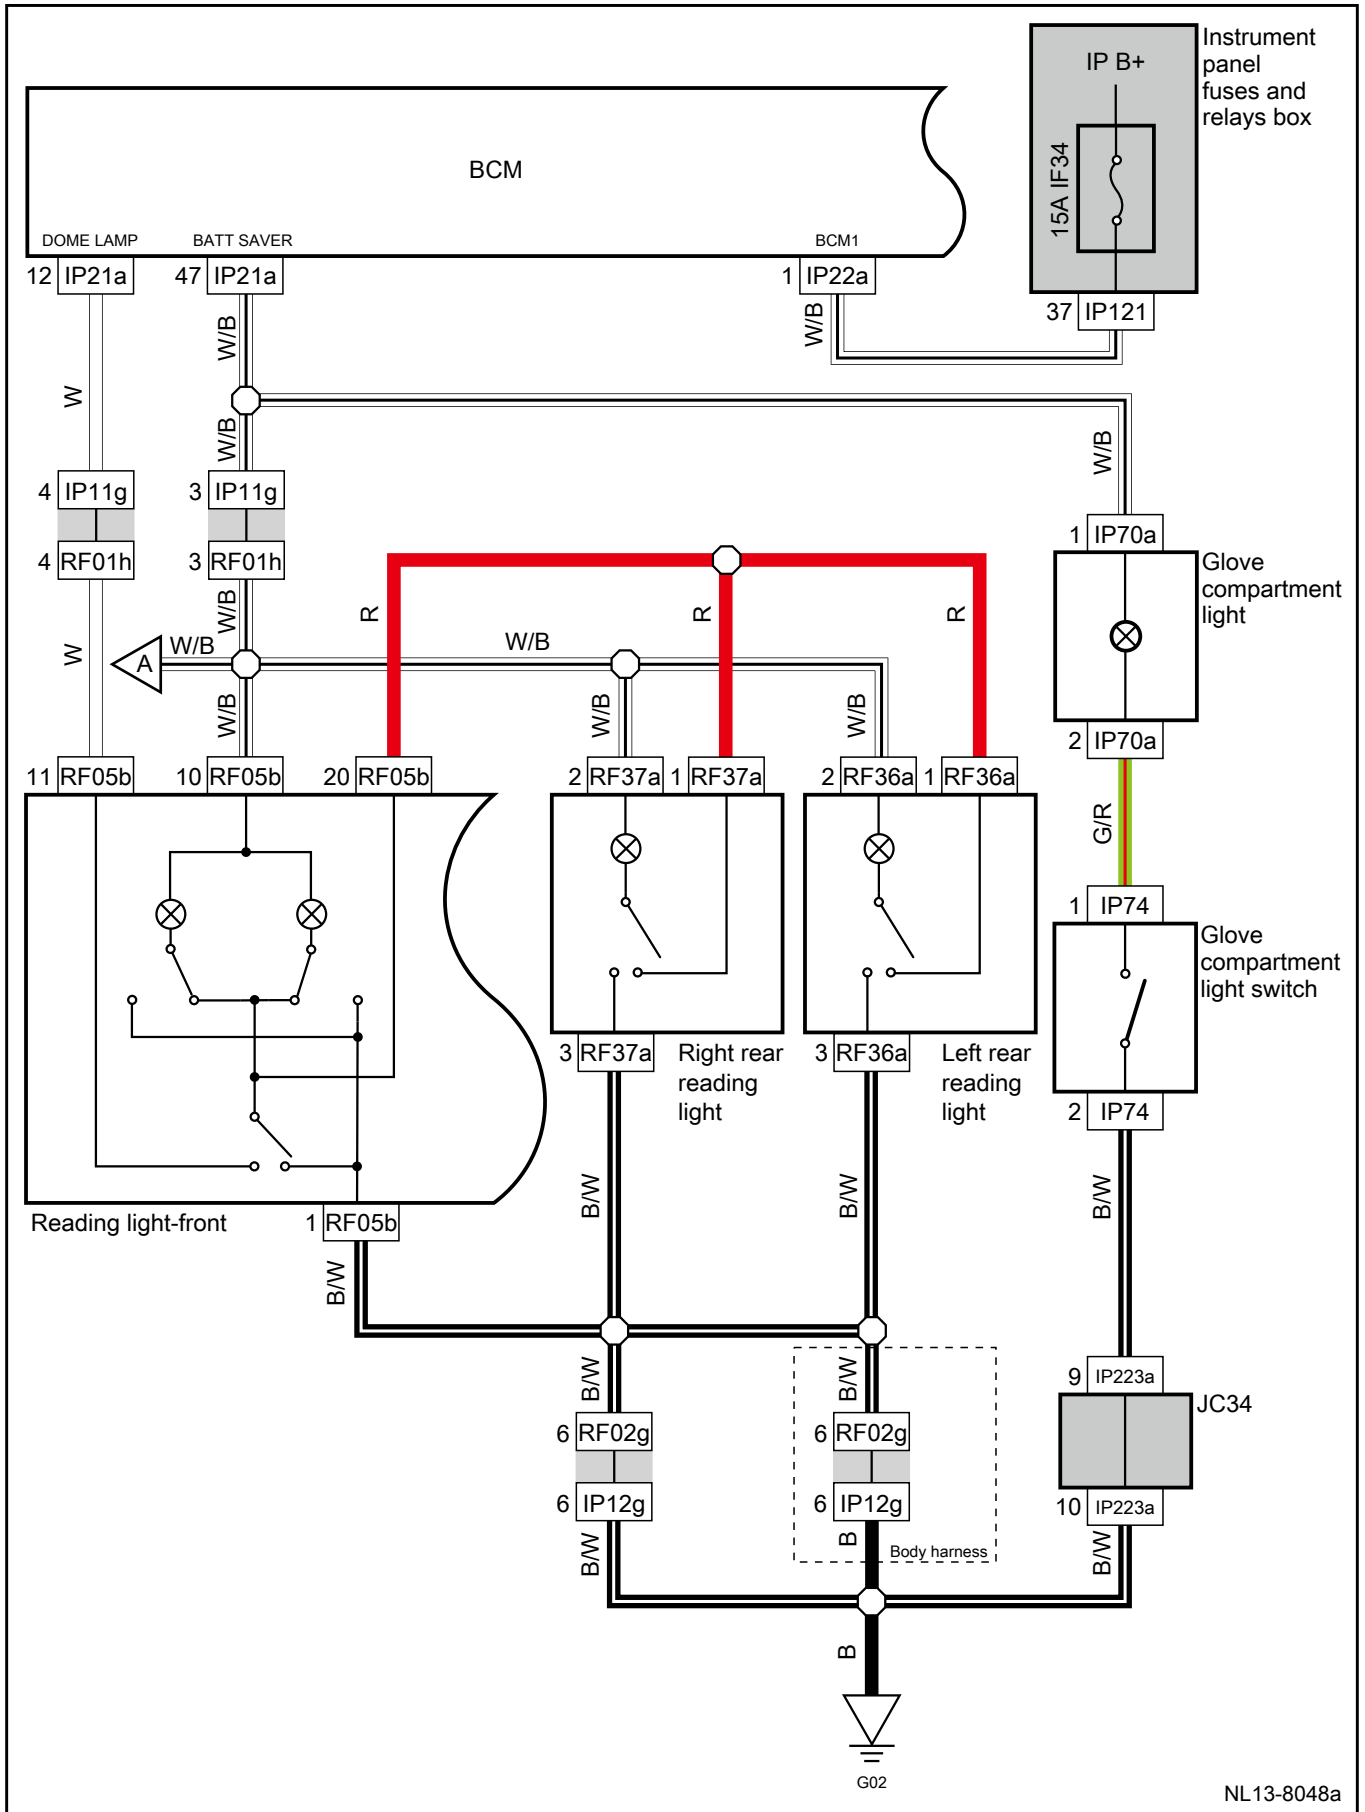 Instrument
panel
fuses and
relays box
IP B+
15A IF34
BCM
DOME LAMP
BATT SAVER
BCM1
12 IP21a
47 IP21a
1 IP22a
37 IP121
W/B
W/B
W
W/B
W/B
4 IP11g
3 IP11g
1 IP70a
4 RF01h
3 RF01h
Glove
compartment
light
W/B
R
R
R
W
A
W/B
W/B
W/B
W/B
W/B
2 IP70a
11 RF05b
10 RF05b
20 RF05b
2 RF37a
1 RF37a
2 RF36a
1 RF36a
G/R
1 IP74
Glove
compartment
light switch
3 RF37a
Right rear
reading
light
3 RF36a
Left rear
reading
light
2 IP74
B/W
B/W
B/W
Reading light-front
1 RF05b
B/W
B/W
B/W
9 IP223a
JC34
6 RF02g
6 RF02g
6 IP12g
6 IP12g
10 IP223a
B/W
B
Body harness
B/W
B
G02
NL13-8048a